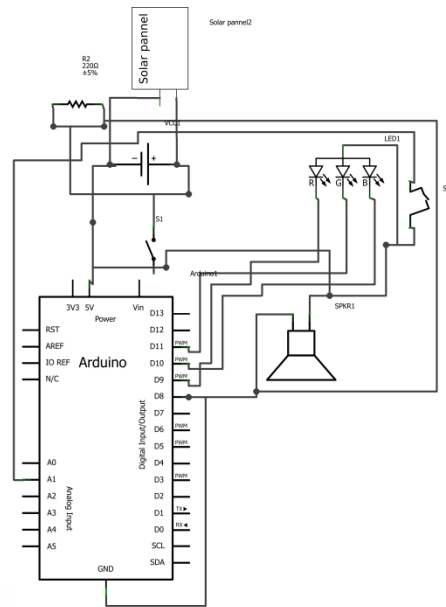 Solar pannel
Solar pannel2
R2
220Ω
±5%
VCC1
LED1
R
G
B
S
S1
Arduino1
SPKR1
3V3
5V
Vin
Power
D13
RST
D12
AREF
D11
PWM
IO REF
Arduino
D10
PWM
N/C
D9
PWM
D8
D7
Digital Input/Output
D6
PWM
D5
PWM
A0
D4
A1
D3
PWM
A2
Analog Input
D2
A3
D1
TX▶
A4
D0
RX◀
A5
SCL
SDA
GND